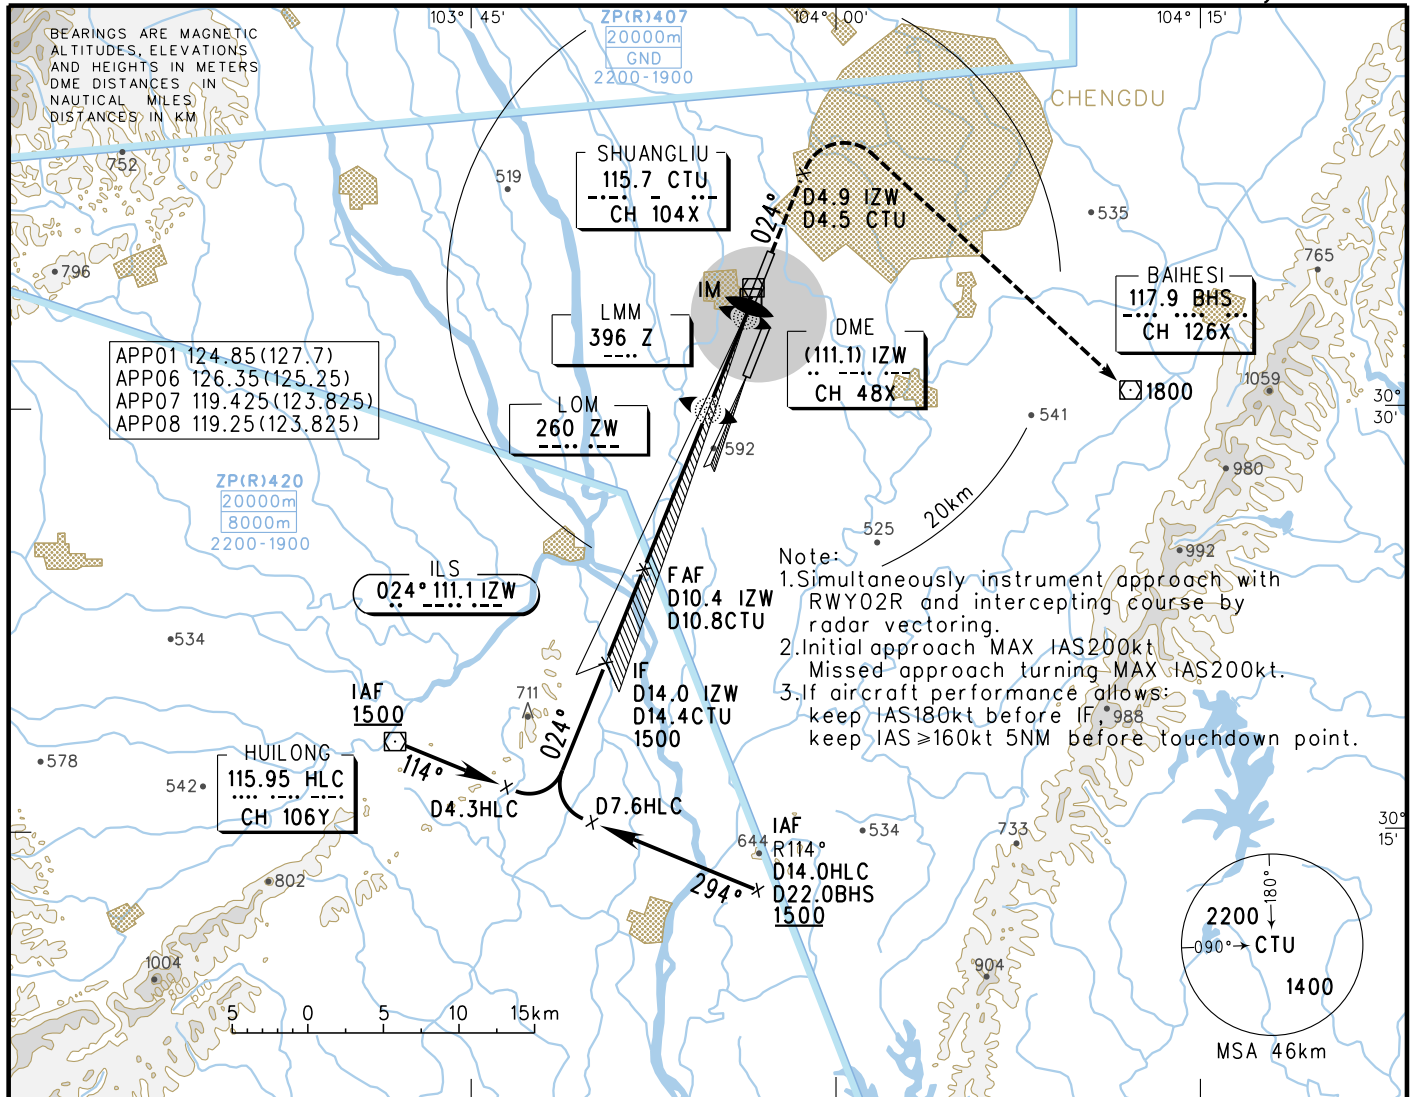 103° 45'
104° 00'
104° 15'
BEARINGS ARE MAGNETIC
ALTITUDES, ELEVATIONS
AND HEIGHTS IN METERS
DME DISTANCES IN
NAUTICAL MILES
DISTANCES IN KM
ZP(R)407
20000m
GND
2200-1900
CHENGDU
752
519
SHUANGLIU
115.7 CTU
CH 104X
024°
D4.9 IZW
D4.5 CTU
535
765
796
IM
BAIHESI
117.9 BHS
CH 126X
LMM
396 Z
DME
(111.1) IZW
CH 48X
APP01 124.85(127.7)
APP06 126.35(125.25)
APP07 119.425(123.825)
APP08 119.25(123.825)
1059
1800
30°
30'
LOM
260 ZW
541
592
980
ZP(R)420
20000m
8000m
2200-1900
20km
525
992
ILS
024° 111.1 IZW
FAF
D10.4 IZW
D10.8CTU
Note:
1.Simultaneously instrument approach with
RWY02R and intercepting course by
radar vectoring.
2.Initial approach MAX IAS200kt
Missed approach turning MAX IAS200kt.
3.If aircraft performance allows:
keep IAS180kt before IF,
keep IAS≥160kt 5NM before touchdown point.
988
534
IF
D14.0 IZW
D14.4CTU
1500
IAF
1500
711
024°
578
HUILONG
115.95 HLC
CH 106Y
542
114°
D4.3HLC
D7.6HLC
IAF
R114°
D14.0HLC
D22.0BHS
1500
644
534
733
30°
15'
294°
802
1004
904
2200
180°
090°
CTU
1400
MSA 46km
5 0 5 10 15km